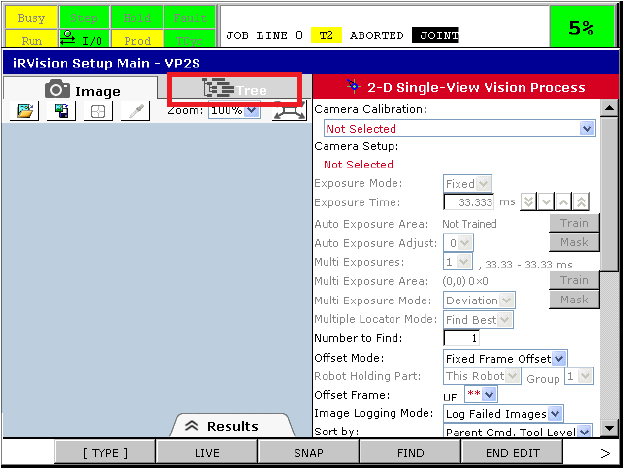 Busy Step Hold Fault
Run I/O Prod TCyc
JOB LINE 0 T2 ABORTED JOINT
5%
iRVision Setup Main - VP2S
Image Tree
2-D Single-View Vision Process
Zoom: 100%
Camera Calibration:
Not Selected
Camera Setup:
Not Selected
Exposure Mode: Fixed
Exposure Time: 33.333 ms
Auto Exposure Area: Not Trained Train
Auto Exposure Adjust: 0 Mask
Multi Exposures: 1 , 33.33 - 33.33 ms
Multi Exposure Area: (0,0) 0×0 Train
Multi Exposure Mode: Deviation Mask
Multiple Locator Mode: Find Best
Number to Find: 1
Offset Mode: Fixed Frame Offset
Robot Holding Part: This Robot Group 1
Offset Frame: UF **
Image Logging Mode: Log Failed Images
Sort by: Parent Cmd. Tool Level
Results
[ TYPE ] LIVE SNAP FIND END EDIT >